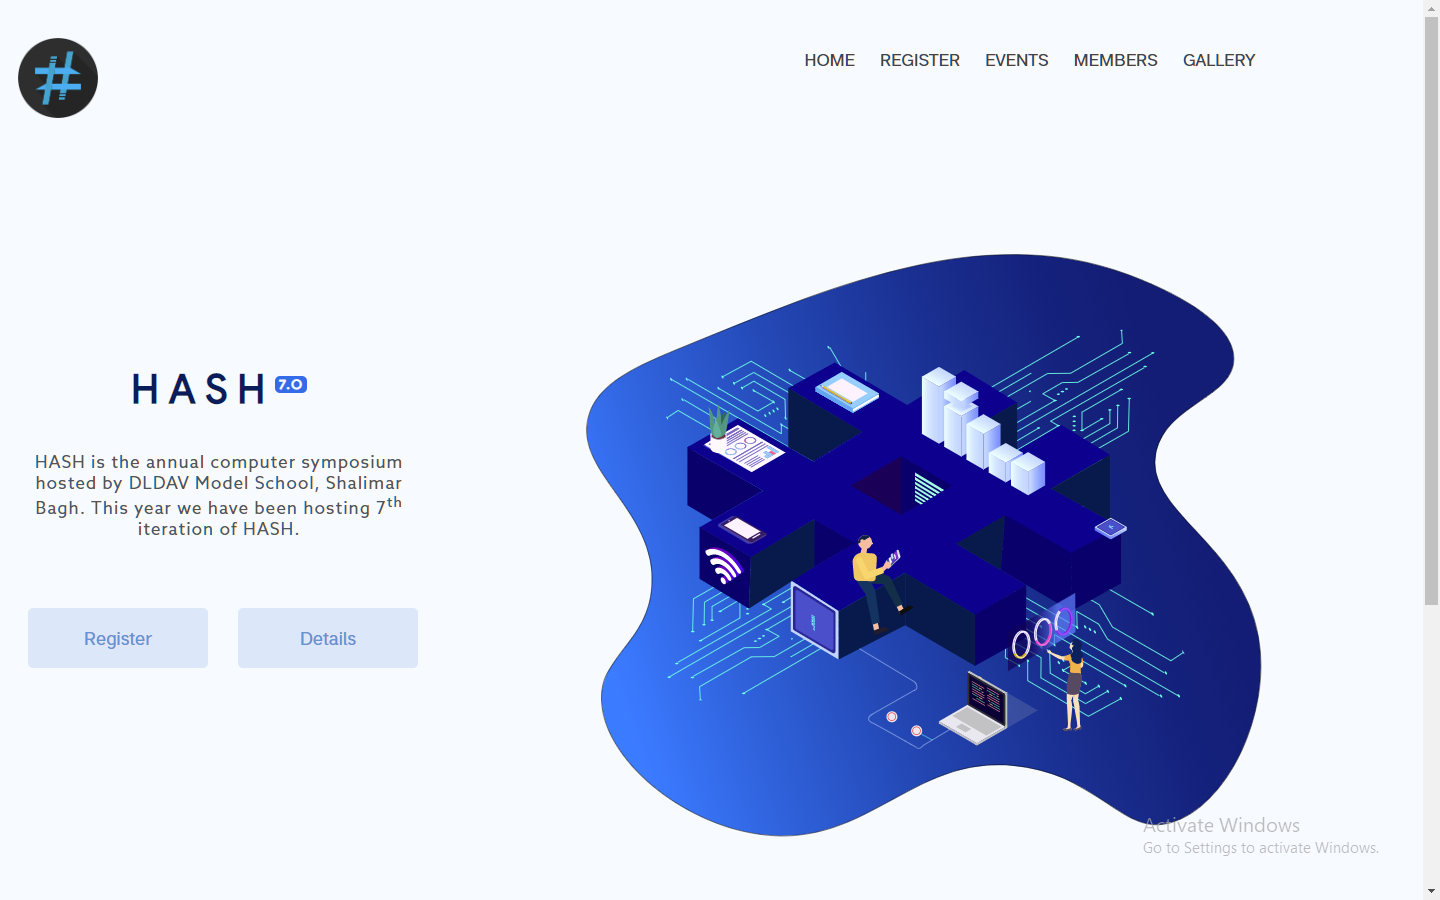 #
HOME REGISTER EVENTS MEMBERS GALLERY
HASH 7.0
HASH is the annual computer symposium
hosted by DLDAV Model School, Shalimar
Bagh. This year we have been hosting 7th
iteration of HASH.
Register Details
Activate Windows
Go to Settings to activate Windows.